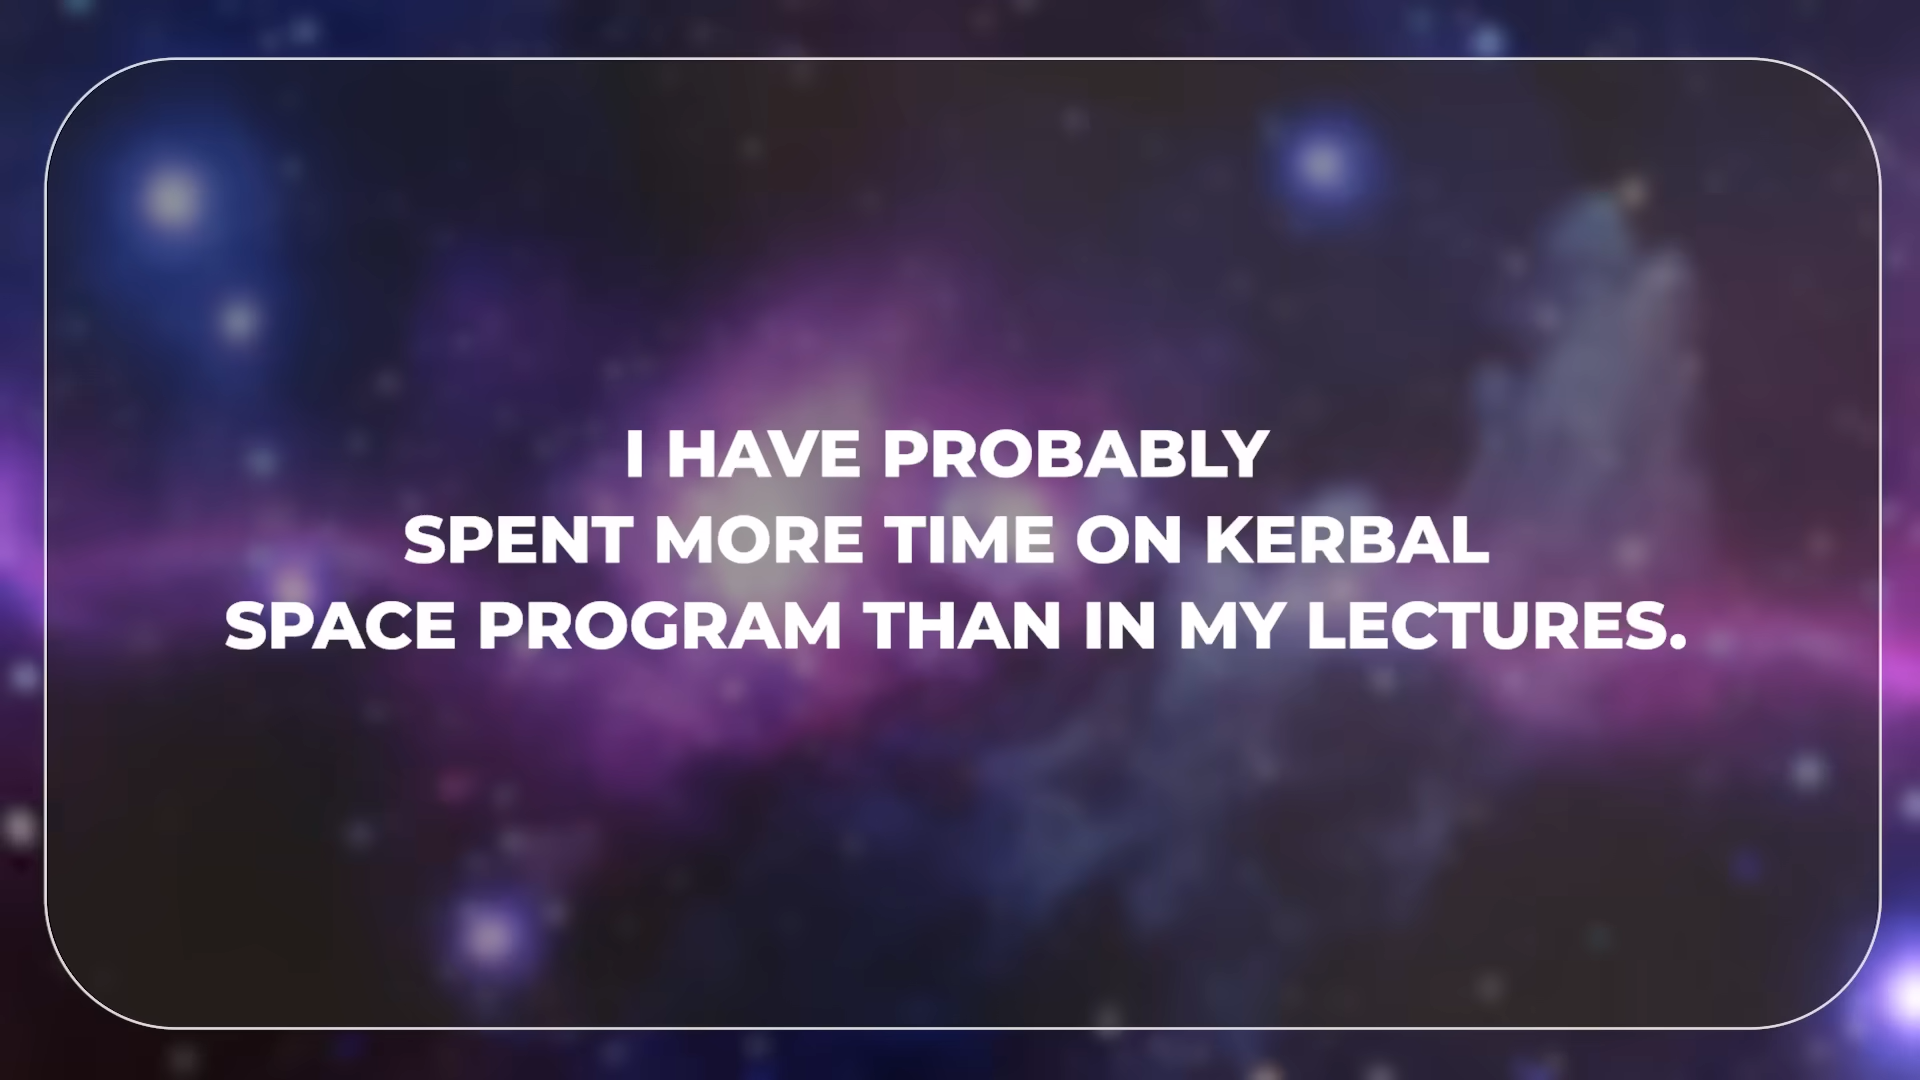 I HAVE PROBABLY
SPENT MORE TIME ON KERBAL
SPACE PROGRAM THAN IN MY LECTURES.